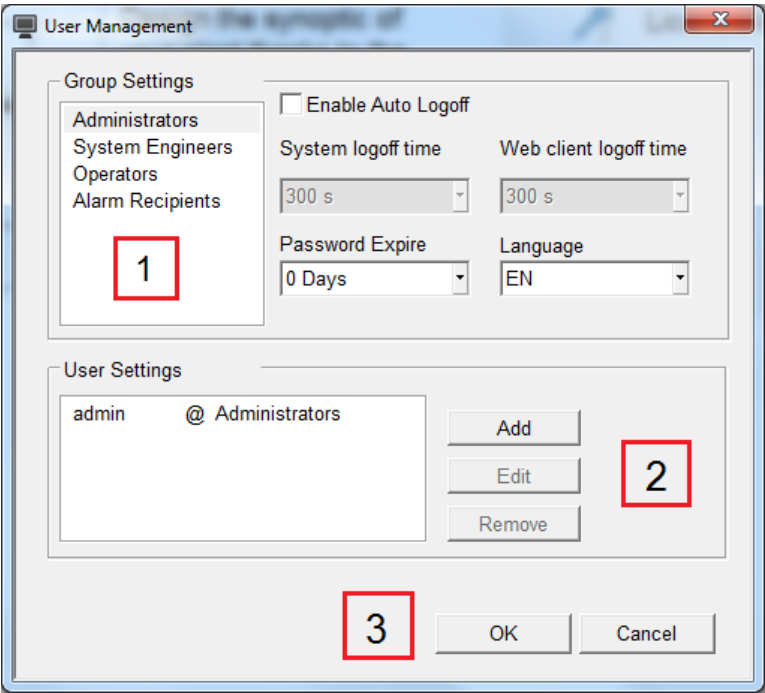 User Management
Group Settings
Administrators
System Engineers
Operators
Alarm Recipients
1
Enable Auto Logoff
System logoff time
Web client logoff time
300 s
300 s
Password Expire
Language
0 Days
EN
User Settings
admin @ Administrators
Add
Edit
Remove
2
3
OK
Cancel